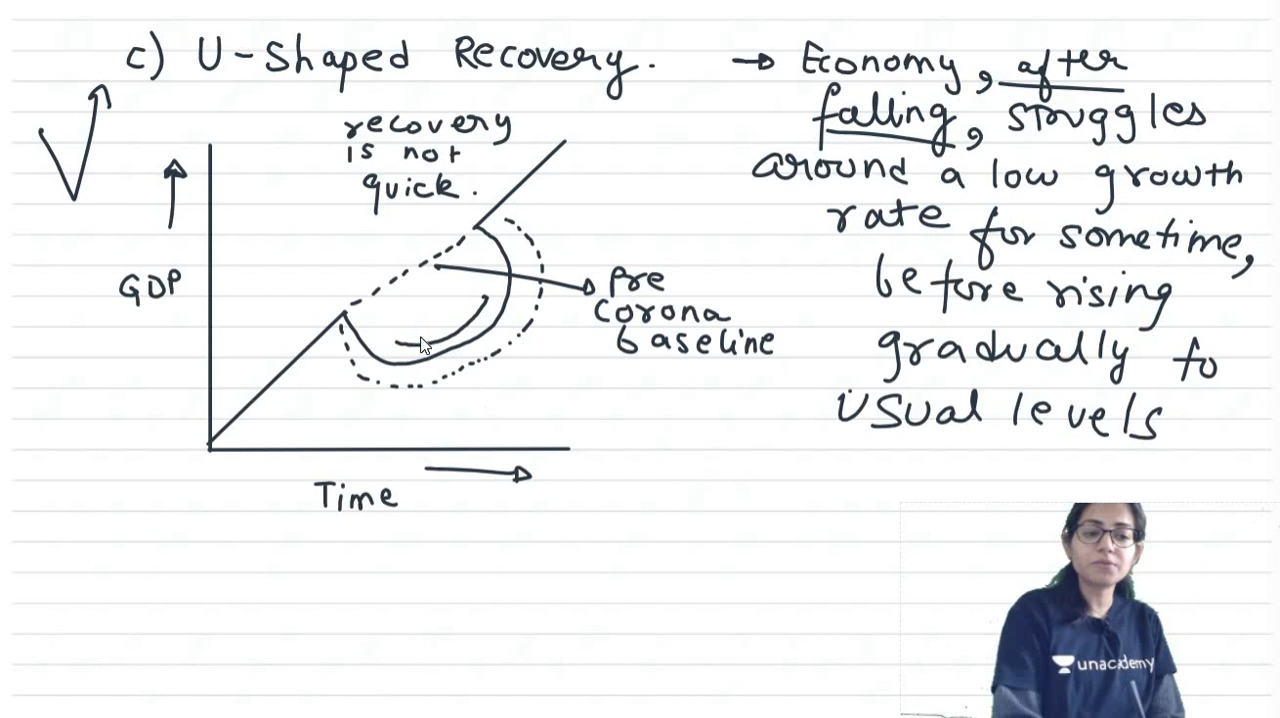 c) U-Shaped Recovery.
→ Economy, after
falling, struggles
around a low growth
rate for sometime,
before rising
gradually to
usual levels
recovery
is not
quick.
GDP
Pre
Corona
baseline
Time
unacademy